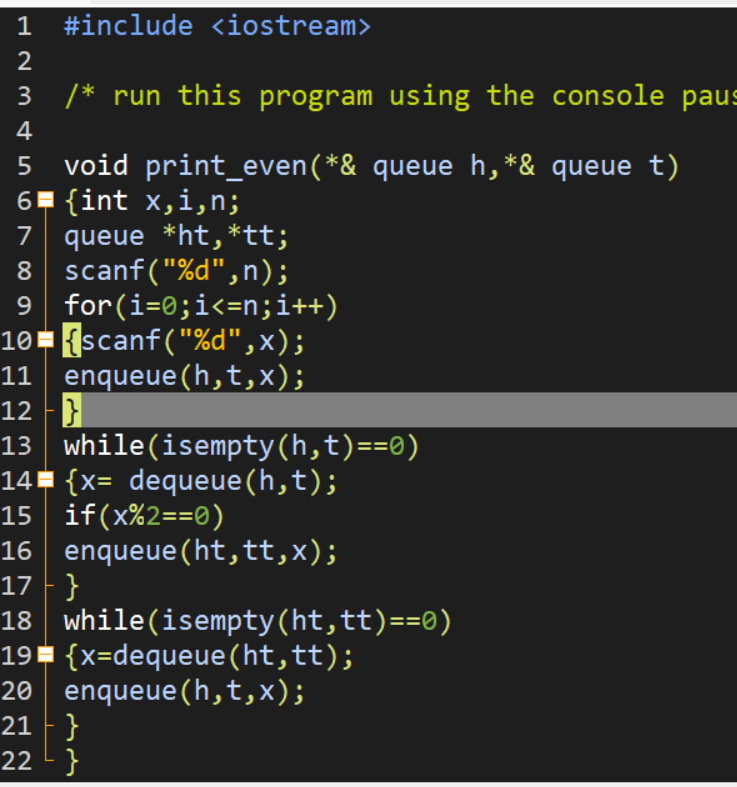 1 #include <iostream>
2
3 /* run this program using the console paus
4
5 void print_even(*& queue h,*& queue t)
6 {int x,i,n;
7 queue *ht,*tt;
8 scanf("%d",n);
9 for(i=0;i<=n;i++)
10 {scanf("%d",x);
11 enqueue(h,t,x);
12 }
13 while(isempty(h,t)==0)
14 {x= dequeue(h,t);
15 if(x%2==0)
16 enqueue(ht,tt,x);
17 }
18 while(isempty(ht,tt)==0)
19 {x=dequeue(ht,tt);
20 enqueue(h,t,x);
21 }
22 }